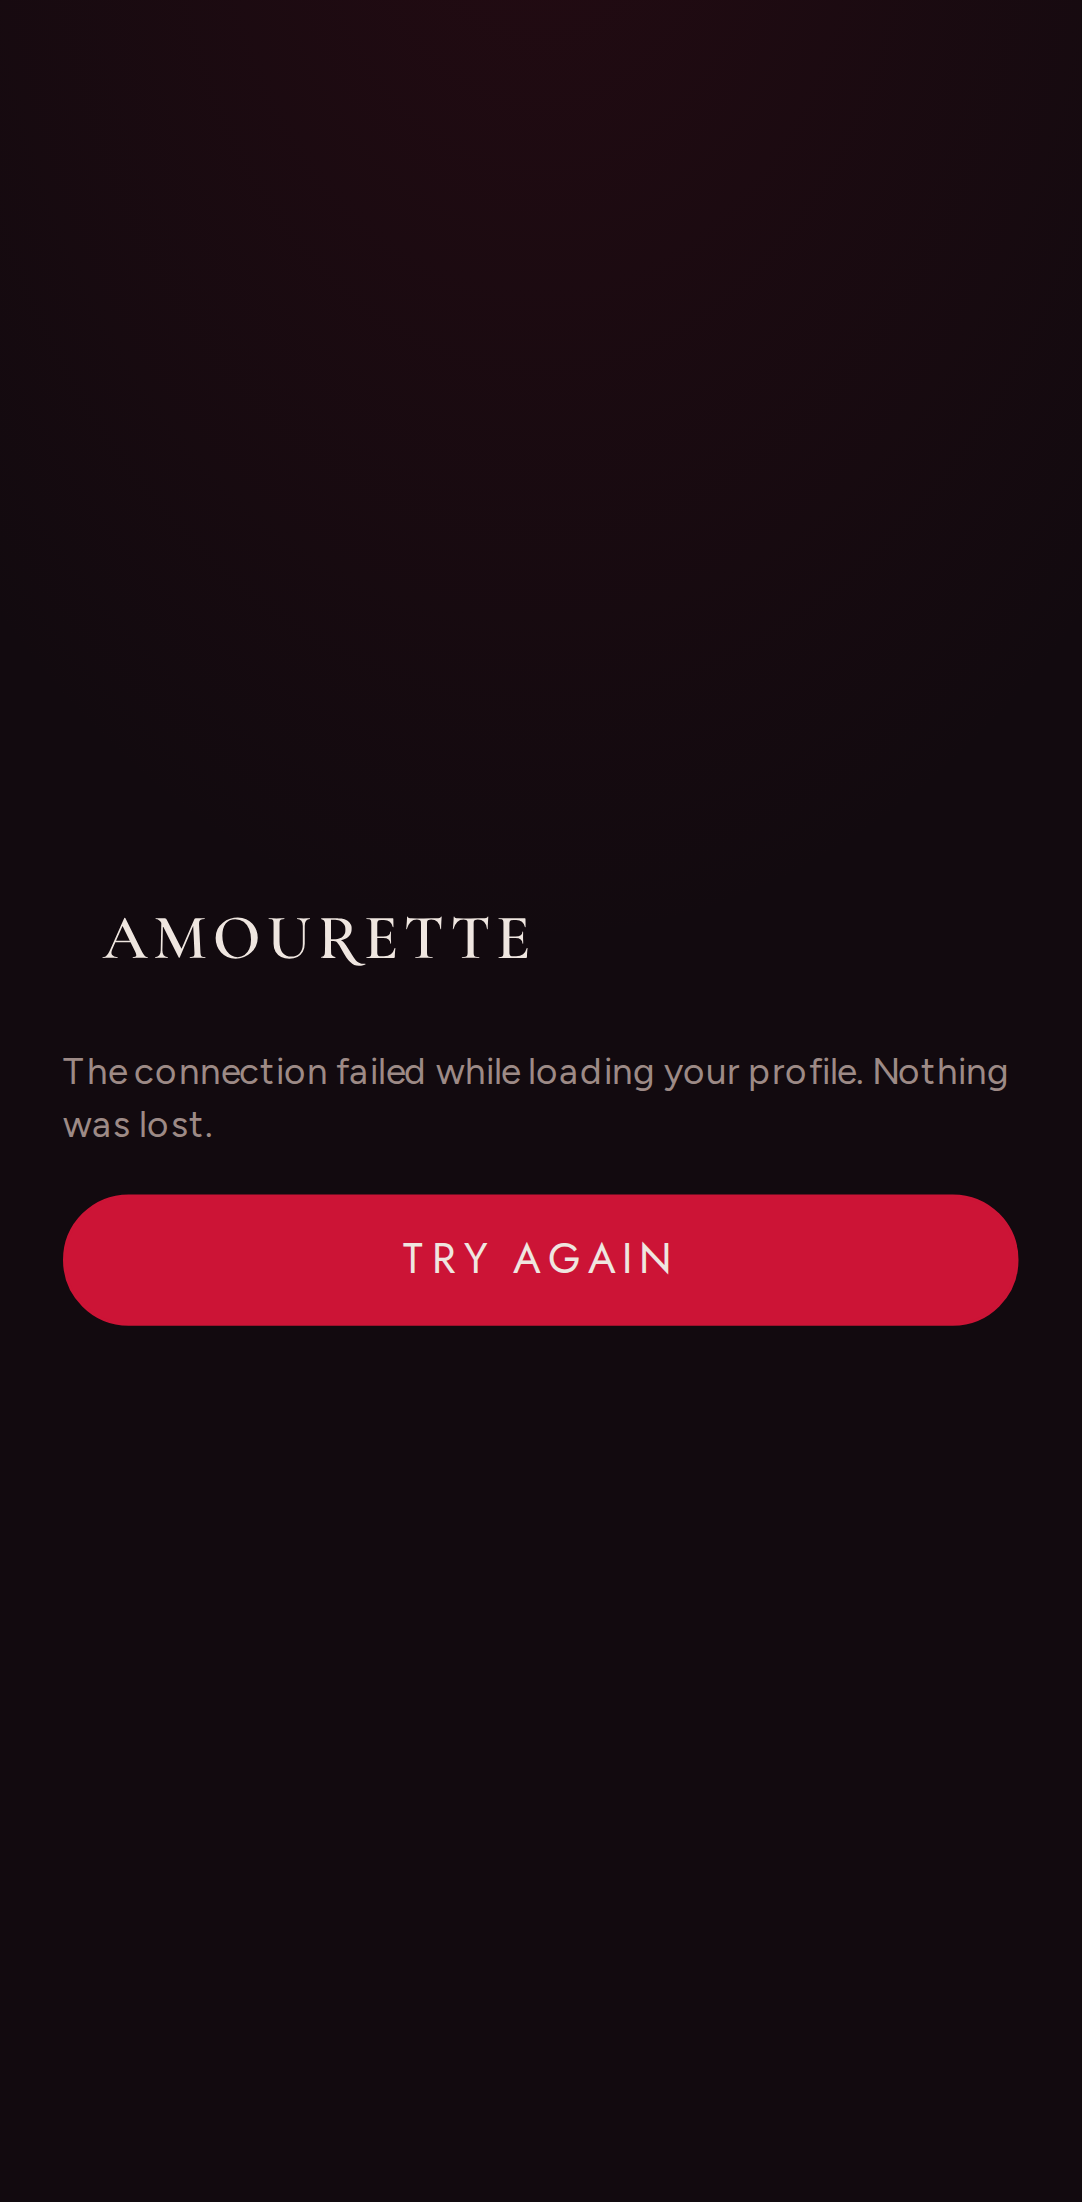 AMOURETTE
The connection failed while loading your profile. Nothing
was lost.
TRY AGAIN